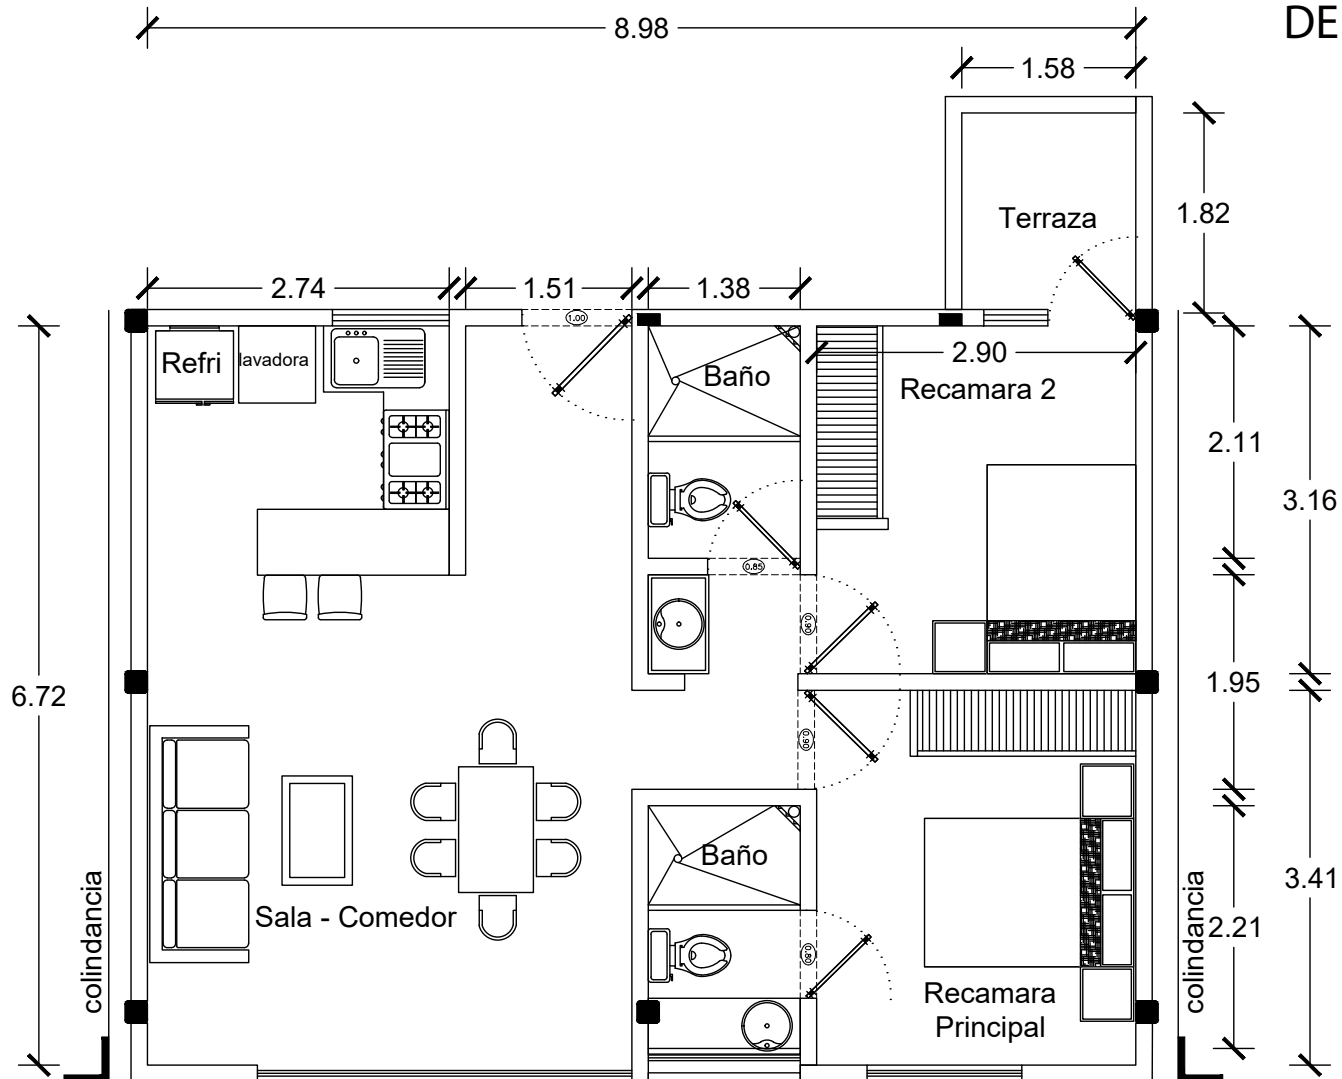 DE
8.98
1.58
1.82
Terraza
2.74
1.51
1.38
1.00
2.90
Refri
lavadora
Baño
Recamara 2
2.11
3.16
0.85
0.90
6.72
1.95
0.90
Baño
colindancia
Sala - Comedor
colindancia
3.41
2.21
0.80
Recamara
Principal